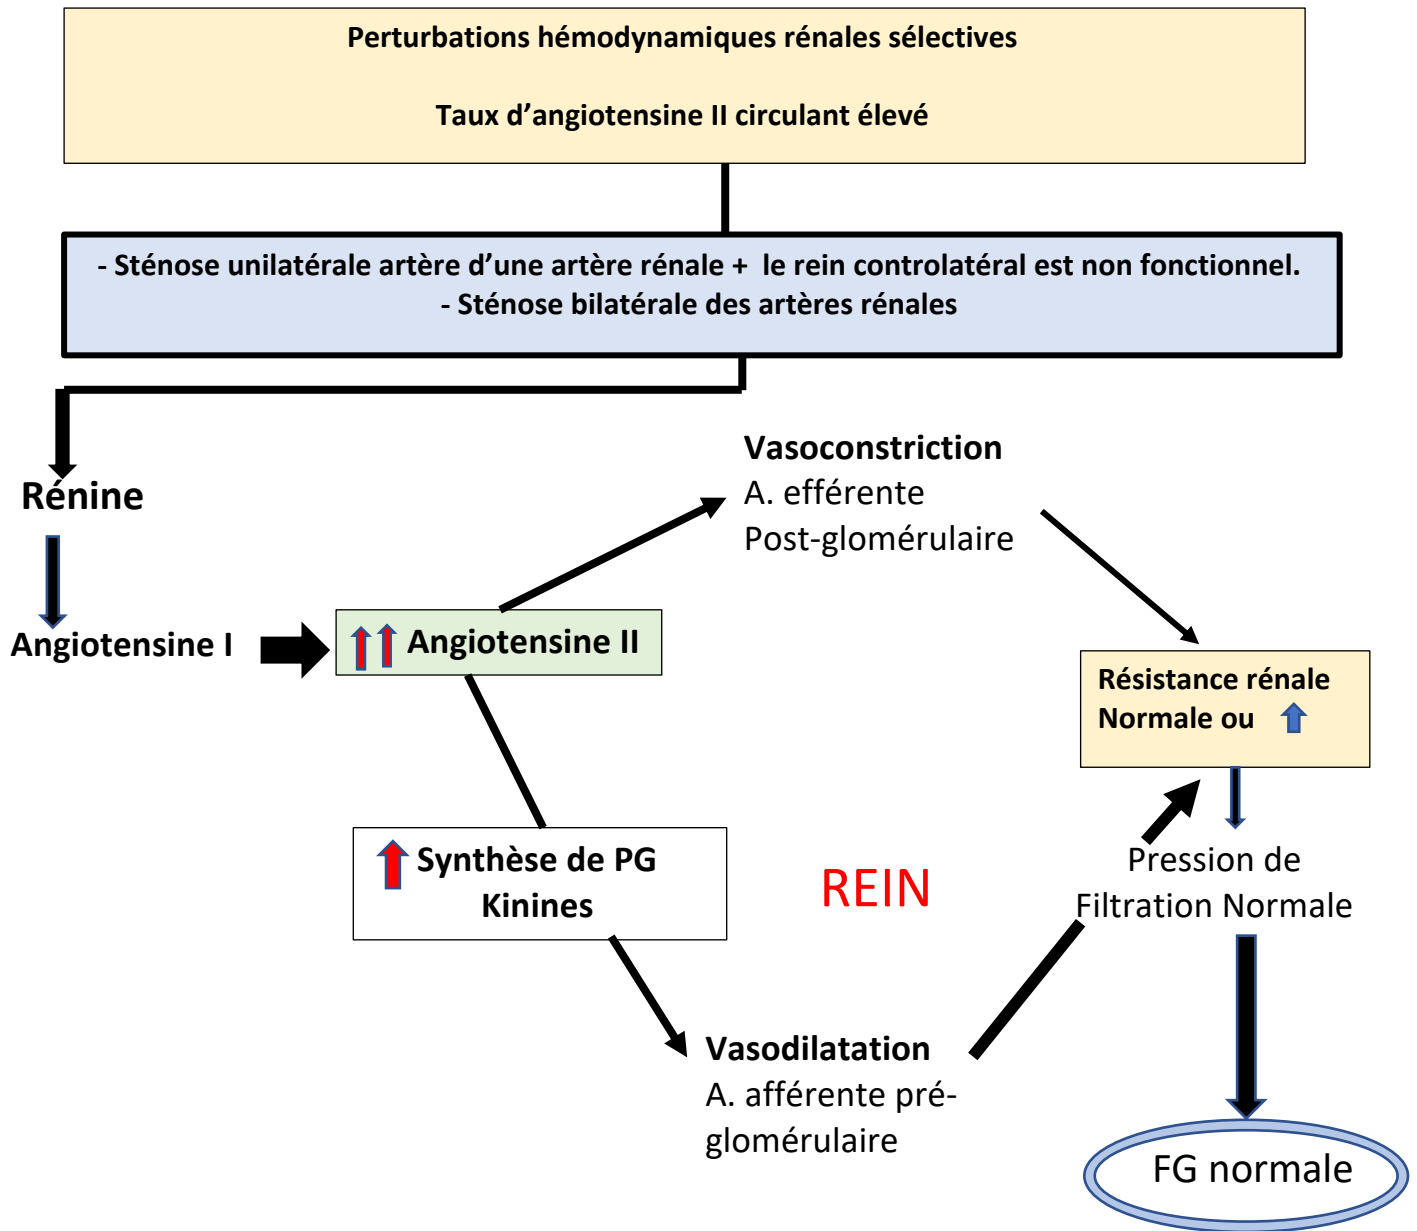 Perturbations hémodynamiques rénales sélectives
Taux d’angiotensine II circulant élevé
- Sténose unilatérale artère d’une artère rénale + le rein controlatéral est non fonctionnel.
- Sténose bilatérale des artères rénales
Vasoconstriction
A. efférente
Post-glomérulaire
Rénine
Angiotensine I
Angiotensine II
Résistance rénale
Normale ou
Synthèse de PG
Kinines
REIN
Pression de
Filtration Normale
Vasodilatation
A. afférente pré-
glomérulaire
FG normale